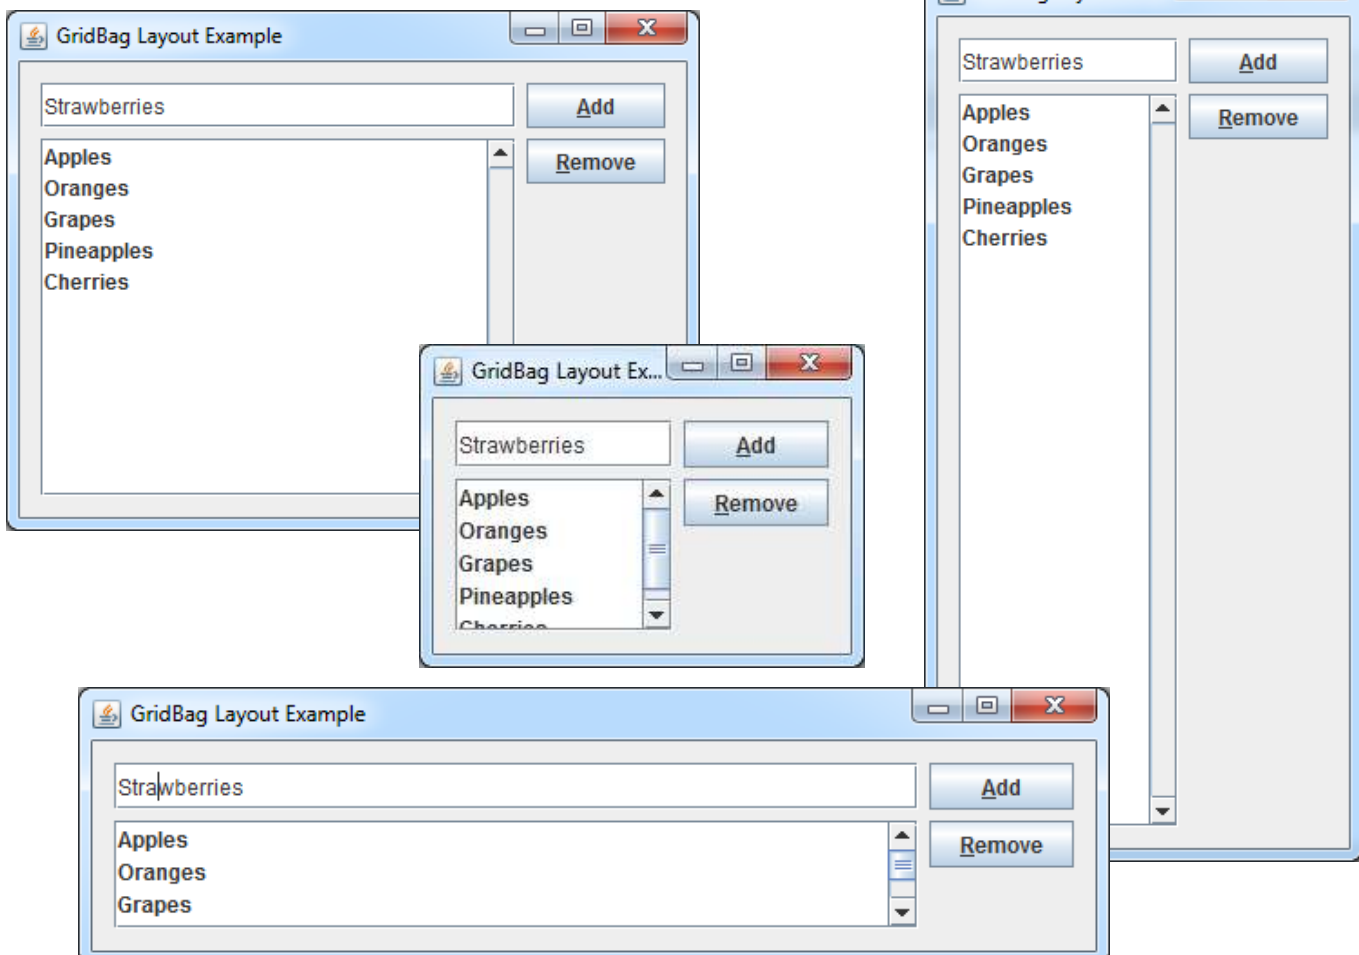 GridBag Layout Example
Strawberries
Add
Apples
Remove
Oranges
Grapes
Pineapples
Cherries
Strawberries
Add
Apples
Remove
Oranges
Grapes
Pineapples
Cherries
GridBag Layout Ex...
Strawberries
Add
Apples
Remove
Oranges
Grapes
Pineapples
Cherries
GridBag Layout Example
Strawberries
Add
Apples
Remove
Oranges
Grapes